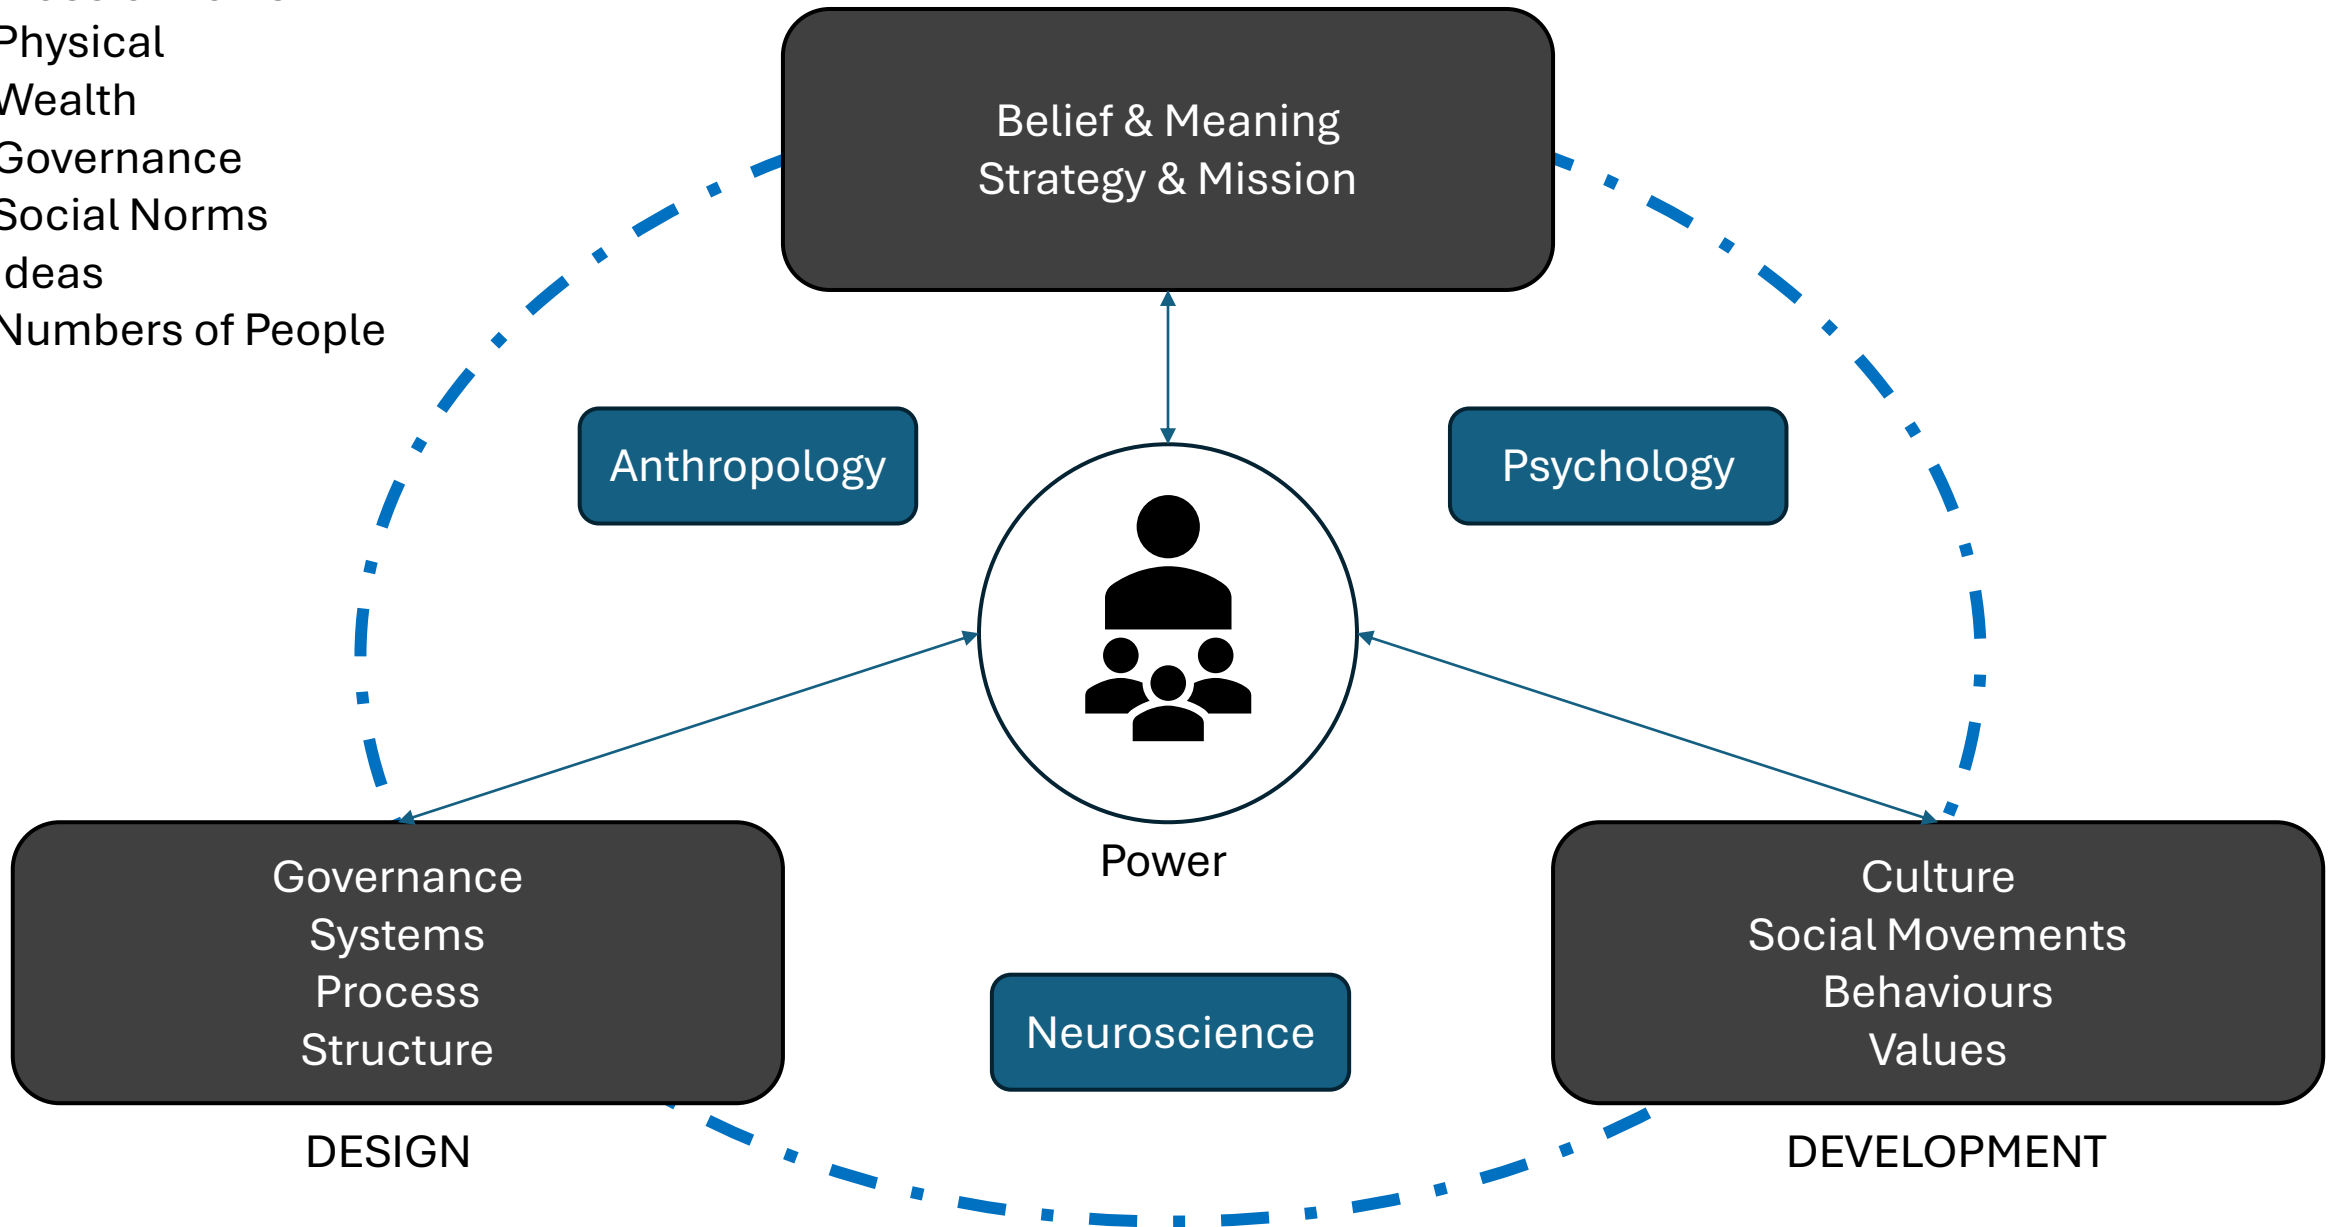 Physical
Wealth
Governance
Social Norms
Ideas
Numbers of People
Belief & Meaning
Strategy & Mission
Anthropology
Psychology
Power
Governance
Systems
Process
Structure
Culture
Social Movements
Behaviours
Values
Neuroscience
DESIGN
DEVELOPMENT